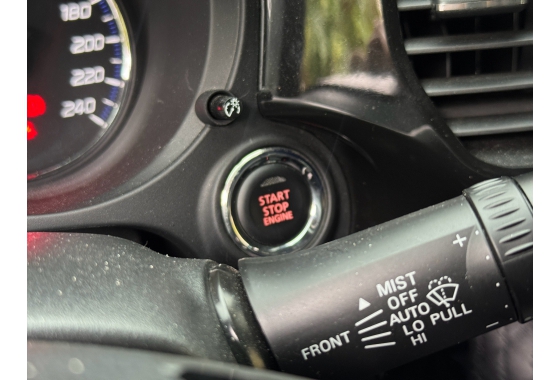 180
200
220
240
START
STOP
ENGINE
▲ MIST
OFF
AUTO
FRONT LO PULL
HI
+
-